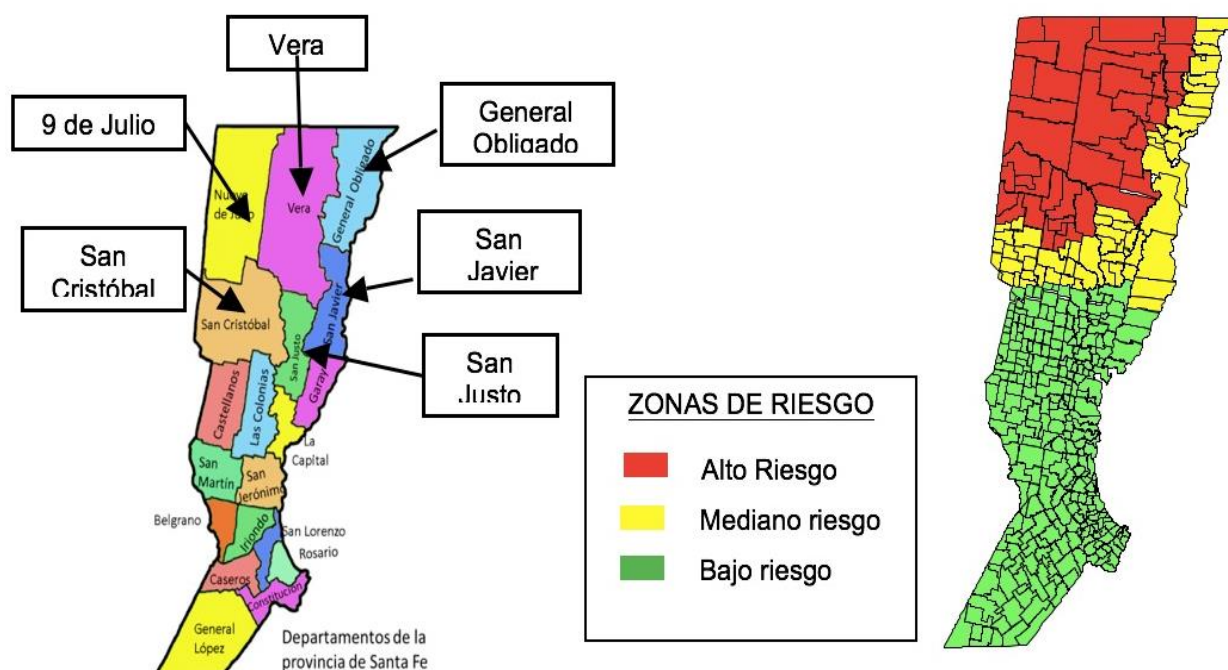 Vera
9 de Julio
General
Obligado
San
Cristóbal
San
Javier
San
Justo
Nueve
de Julio
Vera
General Obligado
San Cristóbal
San Justo
San Javier
Garay
Castellanos
Las Colonias
La
Capital
San
Martín
San
Jerónimo
Belgrano
Iriondo
San Lorenzo
Rosario
Caseros
Constitución
General
López
Departamentos de la
provincia de Santa Fe
ZONAS DE RIESGO
Alto Riesgo
Mediano riesgo
Bajo riesgo